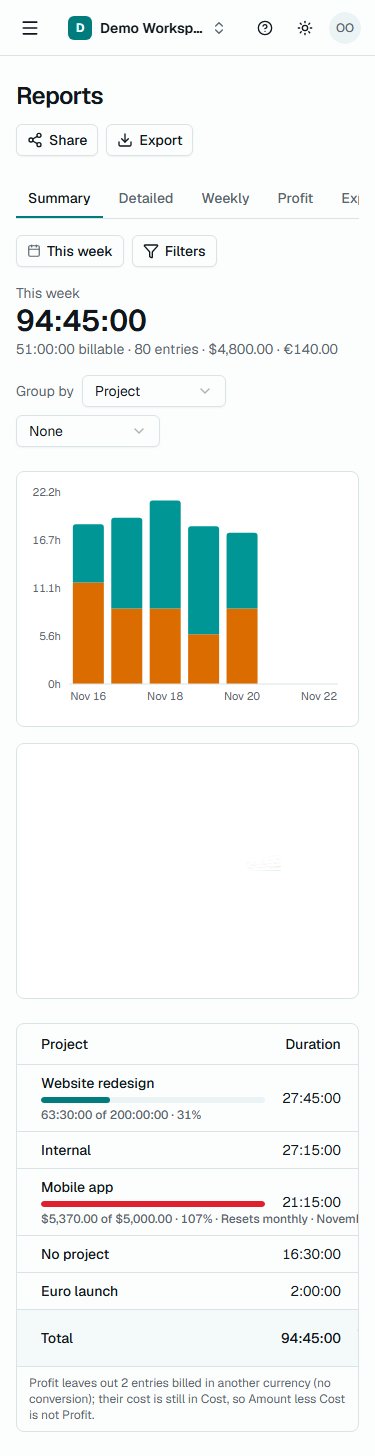 D Demo Worksp... OO
Reports
Share Export
Summary Detailed Weekly Profit Exp
This week Filters
This week
94:45:00
51:00:00 billable · 80 entries · $4,800.00 · €140.00
Group by Project
None
22.2h
16.7h
11.1h
5.6h
0h
Nov 16 Nov 18 Nov 20 Nov 22
Project Duration
Website redesign
27:45:00
63:30:00 of 200:00:00 · 31%
Internal 27:15:00
Mobile app
21:15:00
$5,370.00 of $5,000.00 · 107% · Resets monthly · Novem
No project 16:30:00
Euro launch 2:00:00
Total 94:45:00
Profit leaves out 2 entries billed in another currency (no
conversion); their cost is still in Cost, so Amount less Cost
is not Profit.